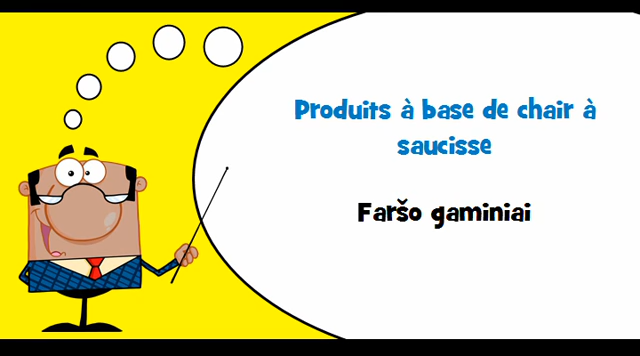 Produits à base de chair à
saucisse
Faršo gaminiai